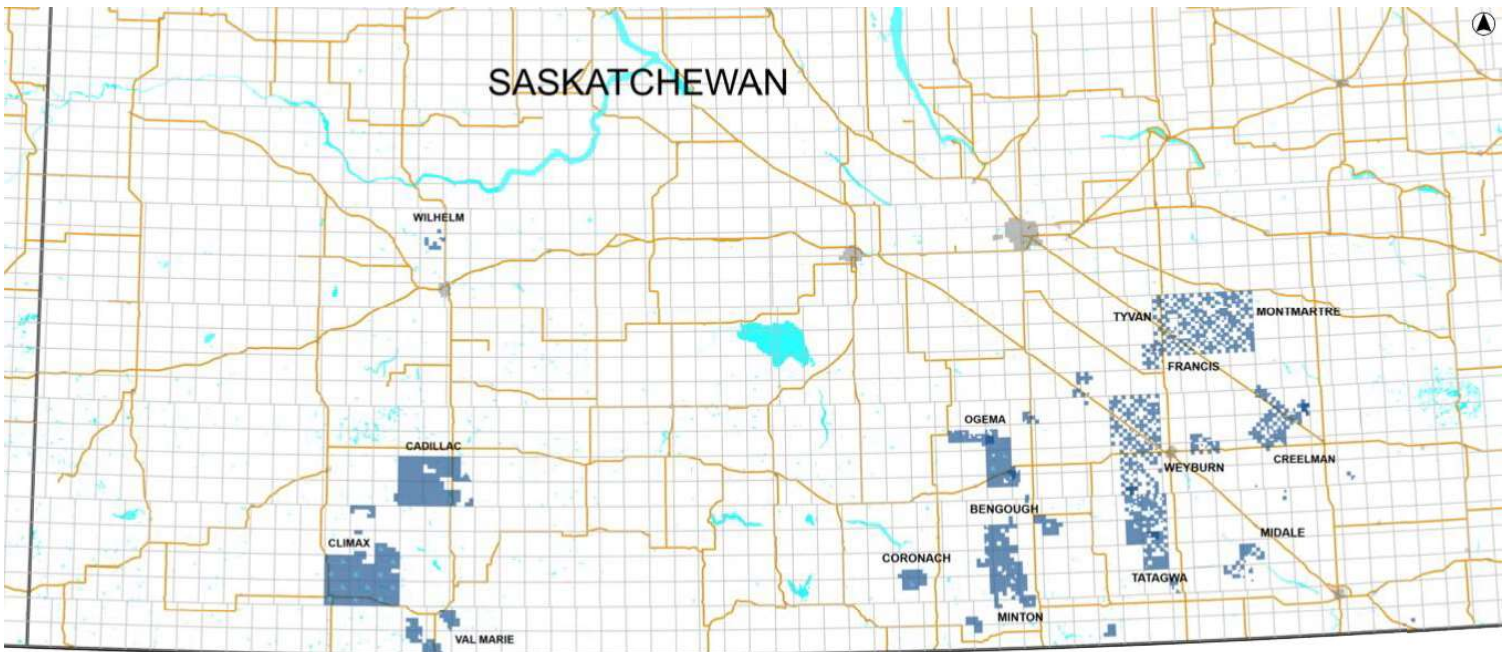 SASKATCHEWAN
WILHELM
TYVAN
MONTMARTRE
FRANCIS
OGEMA
CADILLAC
CREELMAN
WEYBURN
BENGOUGH
MIDALE
CLIMAX
CORONACH
TATAGWA
MINTON
VAL MARIE